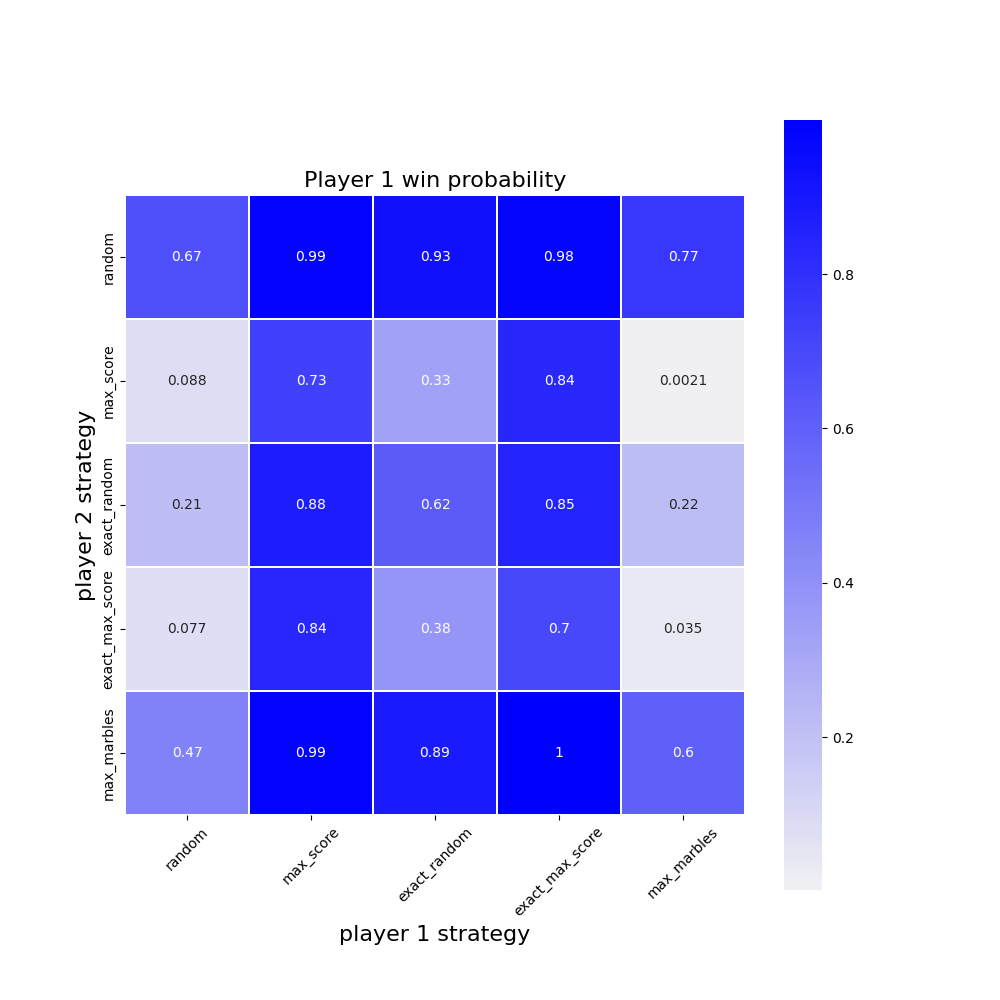 Player 1 win probability
random 0.67 0.99 0.93 0.98 0.77
max_score 0.088 0.73 0.33 0.84 0.0021
exact_random 0.21 0.88 0.62 0.85 0.22
exact_max_score 0.077 0.84 0.38 0.7 0.035
max_marbles 0.47 0.99 0.89 1 0.6
player 2 strategy
random max_score exact_random exact_max_score max_marbles
player 1 strategy
0.8
0.6
0.4
0.2